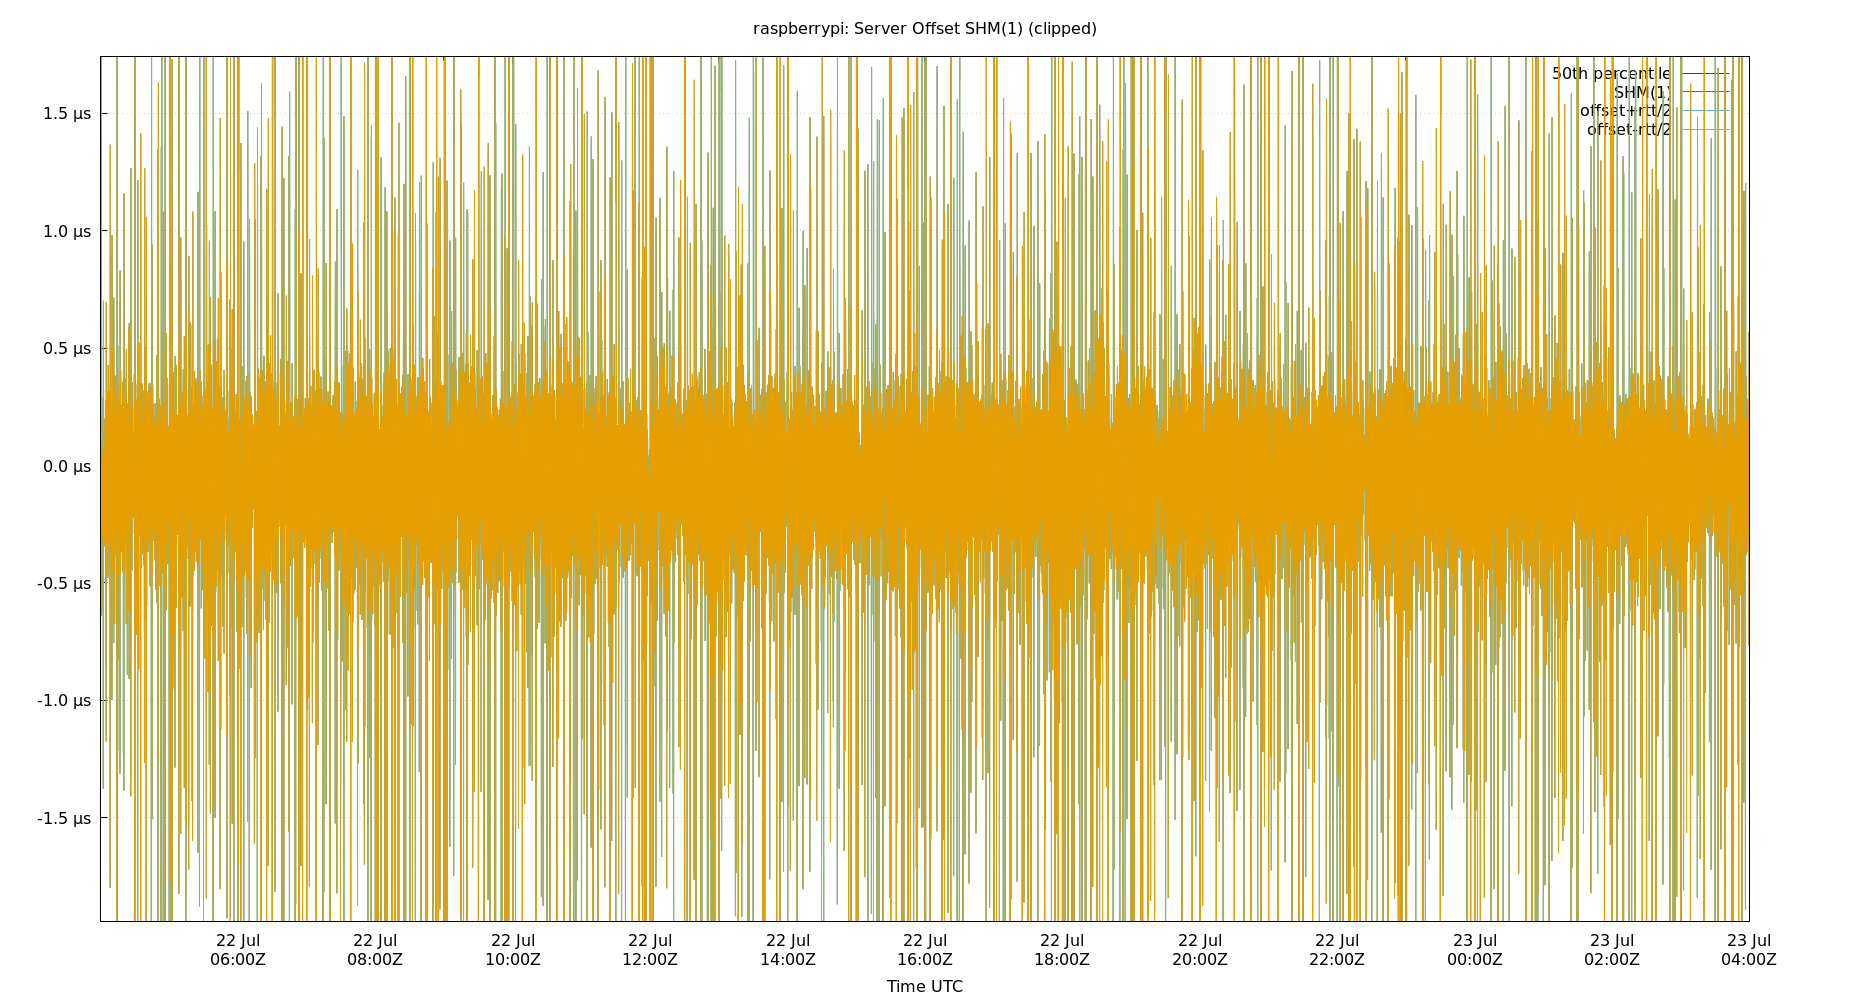 raspberrypi: Server Offset SHM(1) (clipped)
50th percentile
SHM(1)
offset+rtt/2
offset-rtt/2
1.5 µs
1.0 µs
0.5 µs
0.0 µs
-0.5 µs
-1.0 µs
-1.5 µs
22 Jul 22 Jul 22 Jul 22 Jul 22 Jul 22 Jul 22 Jul 22 Jul 22 Jul 23 Jul 23 Jul 23 Jul
06:00Z 08:00Z 10:00Z 12:00Z 14:00Z 16:00Z 18:00Z 20:00Z 22:00Z 00:00Z 02:00Z 04:00Z
Time UTC